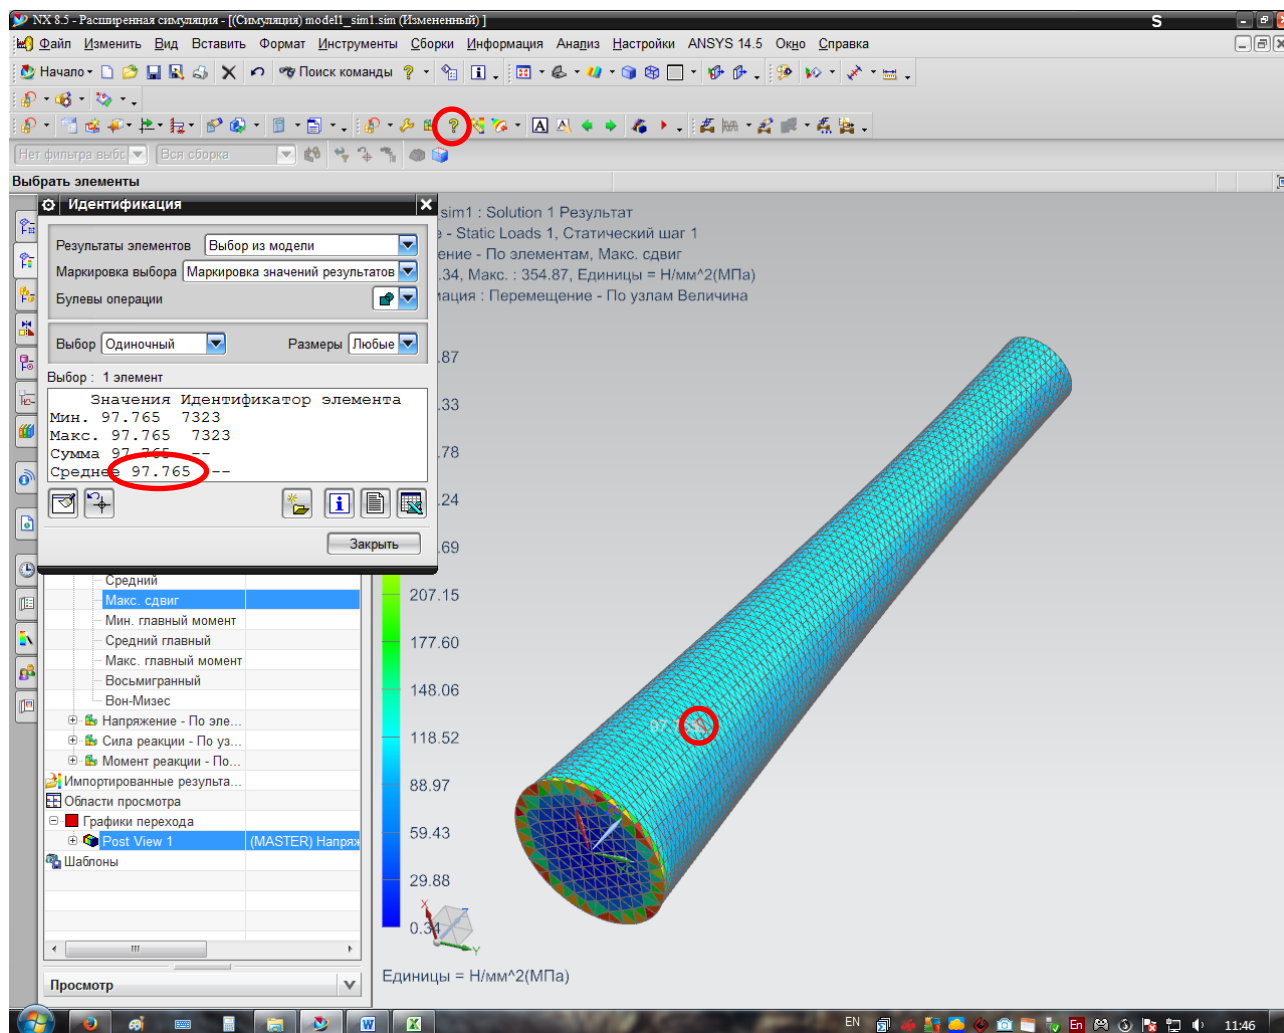 NX 8.5 - Расширенная симуляция - [(Симуляция) model1_sim1.sim (Измененный) ]
S
Файл Изменить Вид Вставить Формат Инструменты Сборки Информация Анализ Настройки ANSYS 14.5 Окно Справка
Начало Поиск команды
Нет фильтра выбс Вся сборка
Выбрать элементы
Идентификация
Результаты элементов Выбор из модели
Маркировка выбора Маркировка значений результатов
Булевы операции
Выбор Одиночный Размеры Любые
Выбор : 1 элемент
Значения Идентификатор элемента
Мин. 97.765 7323
Макс. 97.765 7323
Сумма 97.765 --
Среднее 97.765 --
Закрыть
sim1 : Solution 1 Результат
- Static Loads 1, Статический шаг 1
ение - По элементам, Макс. сдвиг
.34, Макс. : 354.87, Единицы = Н/мм^2(МПа)
мация : Перемещение - По узлам Величина
.87
.33
.78
.24
.69
207.15
177.60
148.06
118.52
88.97
59.43
29.88
0.34
Единицы = Н/мм^2(МПа)
X
Z
Y
YC
Средний
Макс. сдвиг
Мин. главный момент
Средний главный
Макс. главный момент
Восьмигранный
Вон-Мизес
Напряжение - По эле...
Сила реакции - По уз...
Момент реакции - По...
Импортированные результа...
Области просмотра
Графики перехода
Post View 1 (MASTER) Напряж
Шаблоны
Просмотр
EN
En
11:46